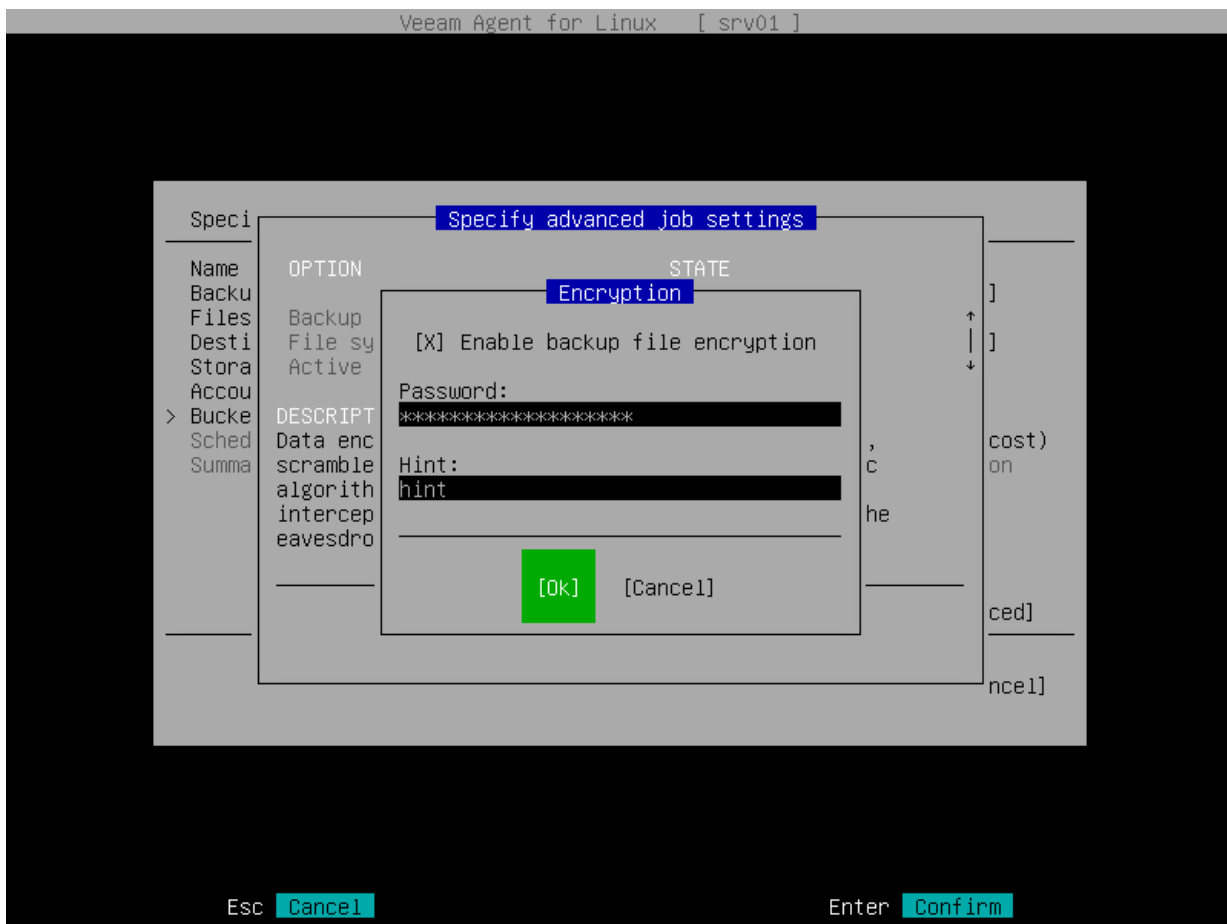 Veeam Agent for Linux [ srv01 ]
Speci Specify advanced job settings
Name OPTION STATE
Backu Encryption ]
Files Backup ↑
Desti File sy [X] Enable backup file encryption | ]
Stora Active ↓
Accou Password:
> Bucke DESCRIPT *******************
Sched Data enc , cost)
Summa scramble Hint: c on
algorith hint
intercep he
eavesdro
[Ok] [Cancel]
ced]
ncel]
Esc Cancel Enter Confirm